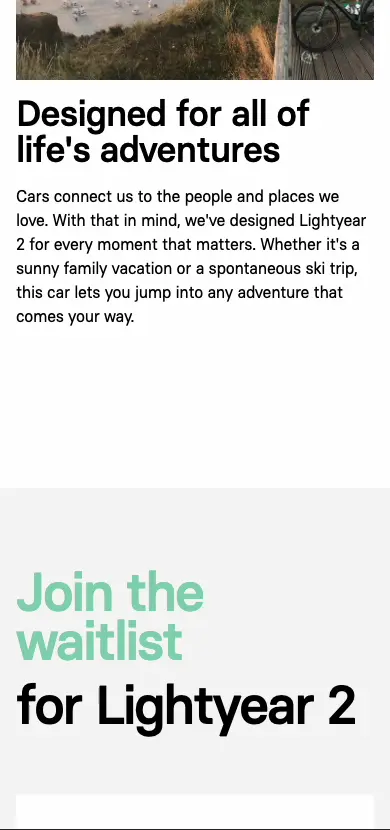 Designed for all of
life's adventures
Cars connect us to the people and places we
love. With that in mind, we've designed Lightyear
2 for every moment that matters. Whether it's a
sunny family vacation or a spontaneous ski trip,
this car lets you jump into any adventure that
comes your way.
Join the
waitlist
for Lightyear 2